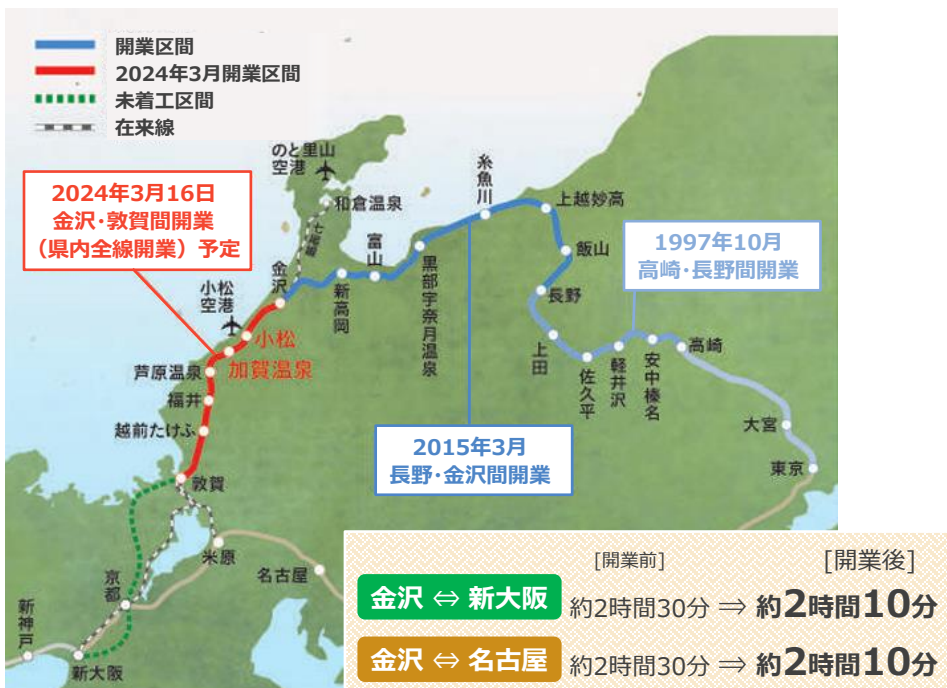 開業区間
2024年3月開業区間
未着工区間
在来線
のと里山
空港
和倉温泉
七尾線
2024年3月16日
金沢・敦賀間開業
（県内全線開業）予定
糸魚川
上越妙高
飯山
1997年10月
高崎・長野間開業
富山
金沢
新高岡
黒部宇奈月温泉
長野
小松
空港
小松
加賀温泉
上田
佐久平
軽井沢
安中榛名
高崎
芦原温泉
福井
越前たけふ
大宮
2015年3月
長野・金沢間開業
東京
敦賀
米原
名古屋
京都
新神戸
新大阪
[開業前] [開業後]
金沢 ⇔ 新大阪 約2時間30分 ⇒ 約2時間10分
金沢 ⇔ 名古屋 約2時間30分 ⇒ 約2時間10分